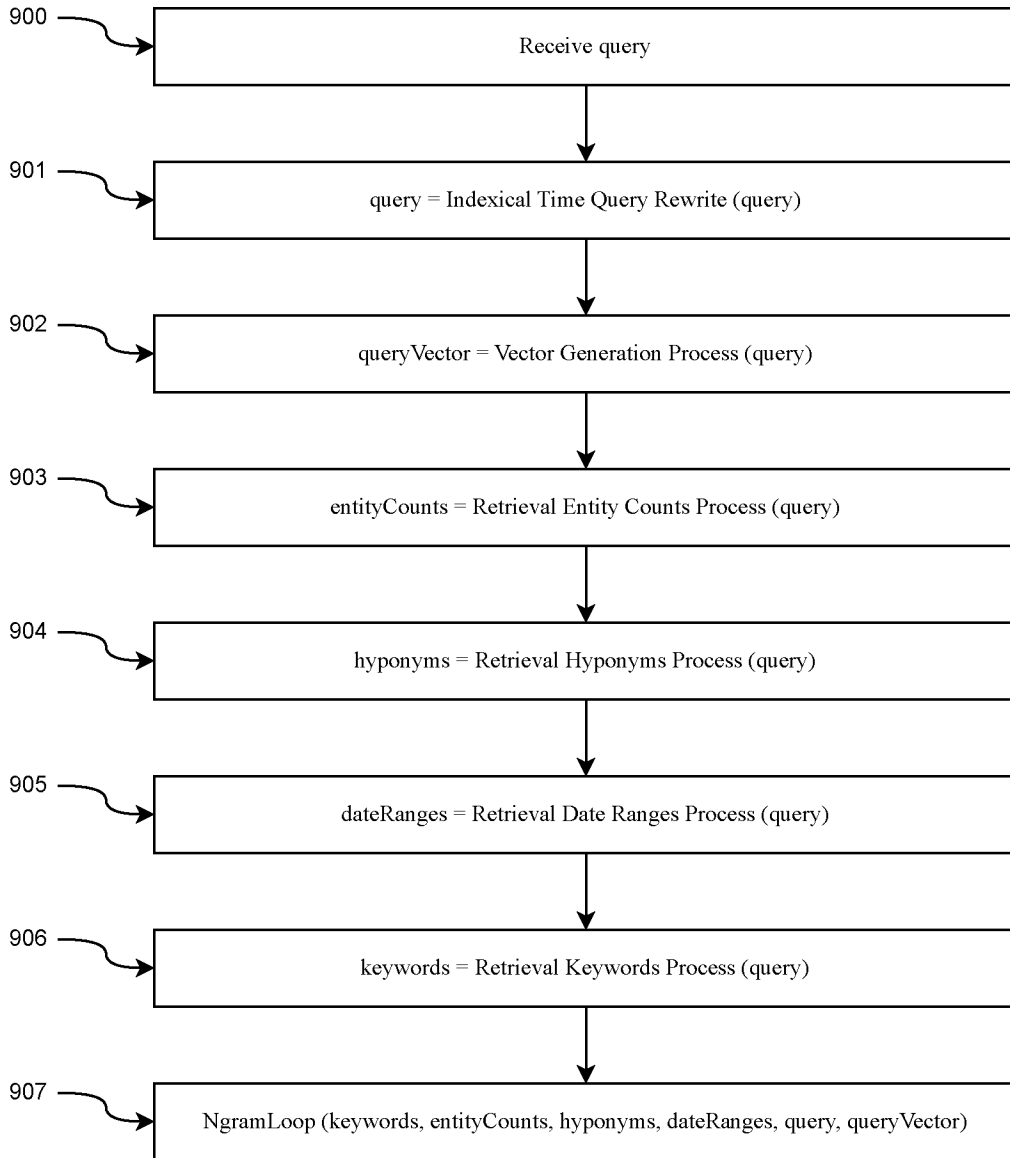 900
Receive query
901
query = Indexical Time Query Rewrite (query)
902
queryVector = Vector Generation Process (query)
903
entityCounts = Retrieval Entity Counts Process (query)
904
hyponyms = Retrieval Hyponyms Process (query)
905
dateRanges = Retrieval Date Ranges Process (query)
906
keywords = Retrieval Keywords Process (query)
907
NgramLoop (keywords, entityCounts, hyponyms, dateRanges, query, queryVector)